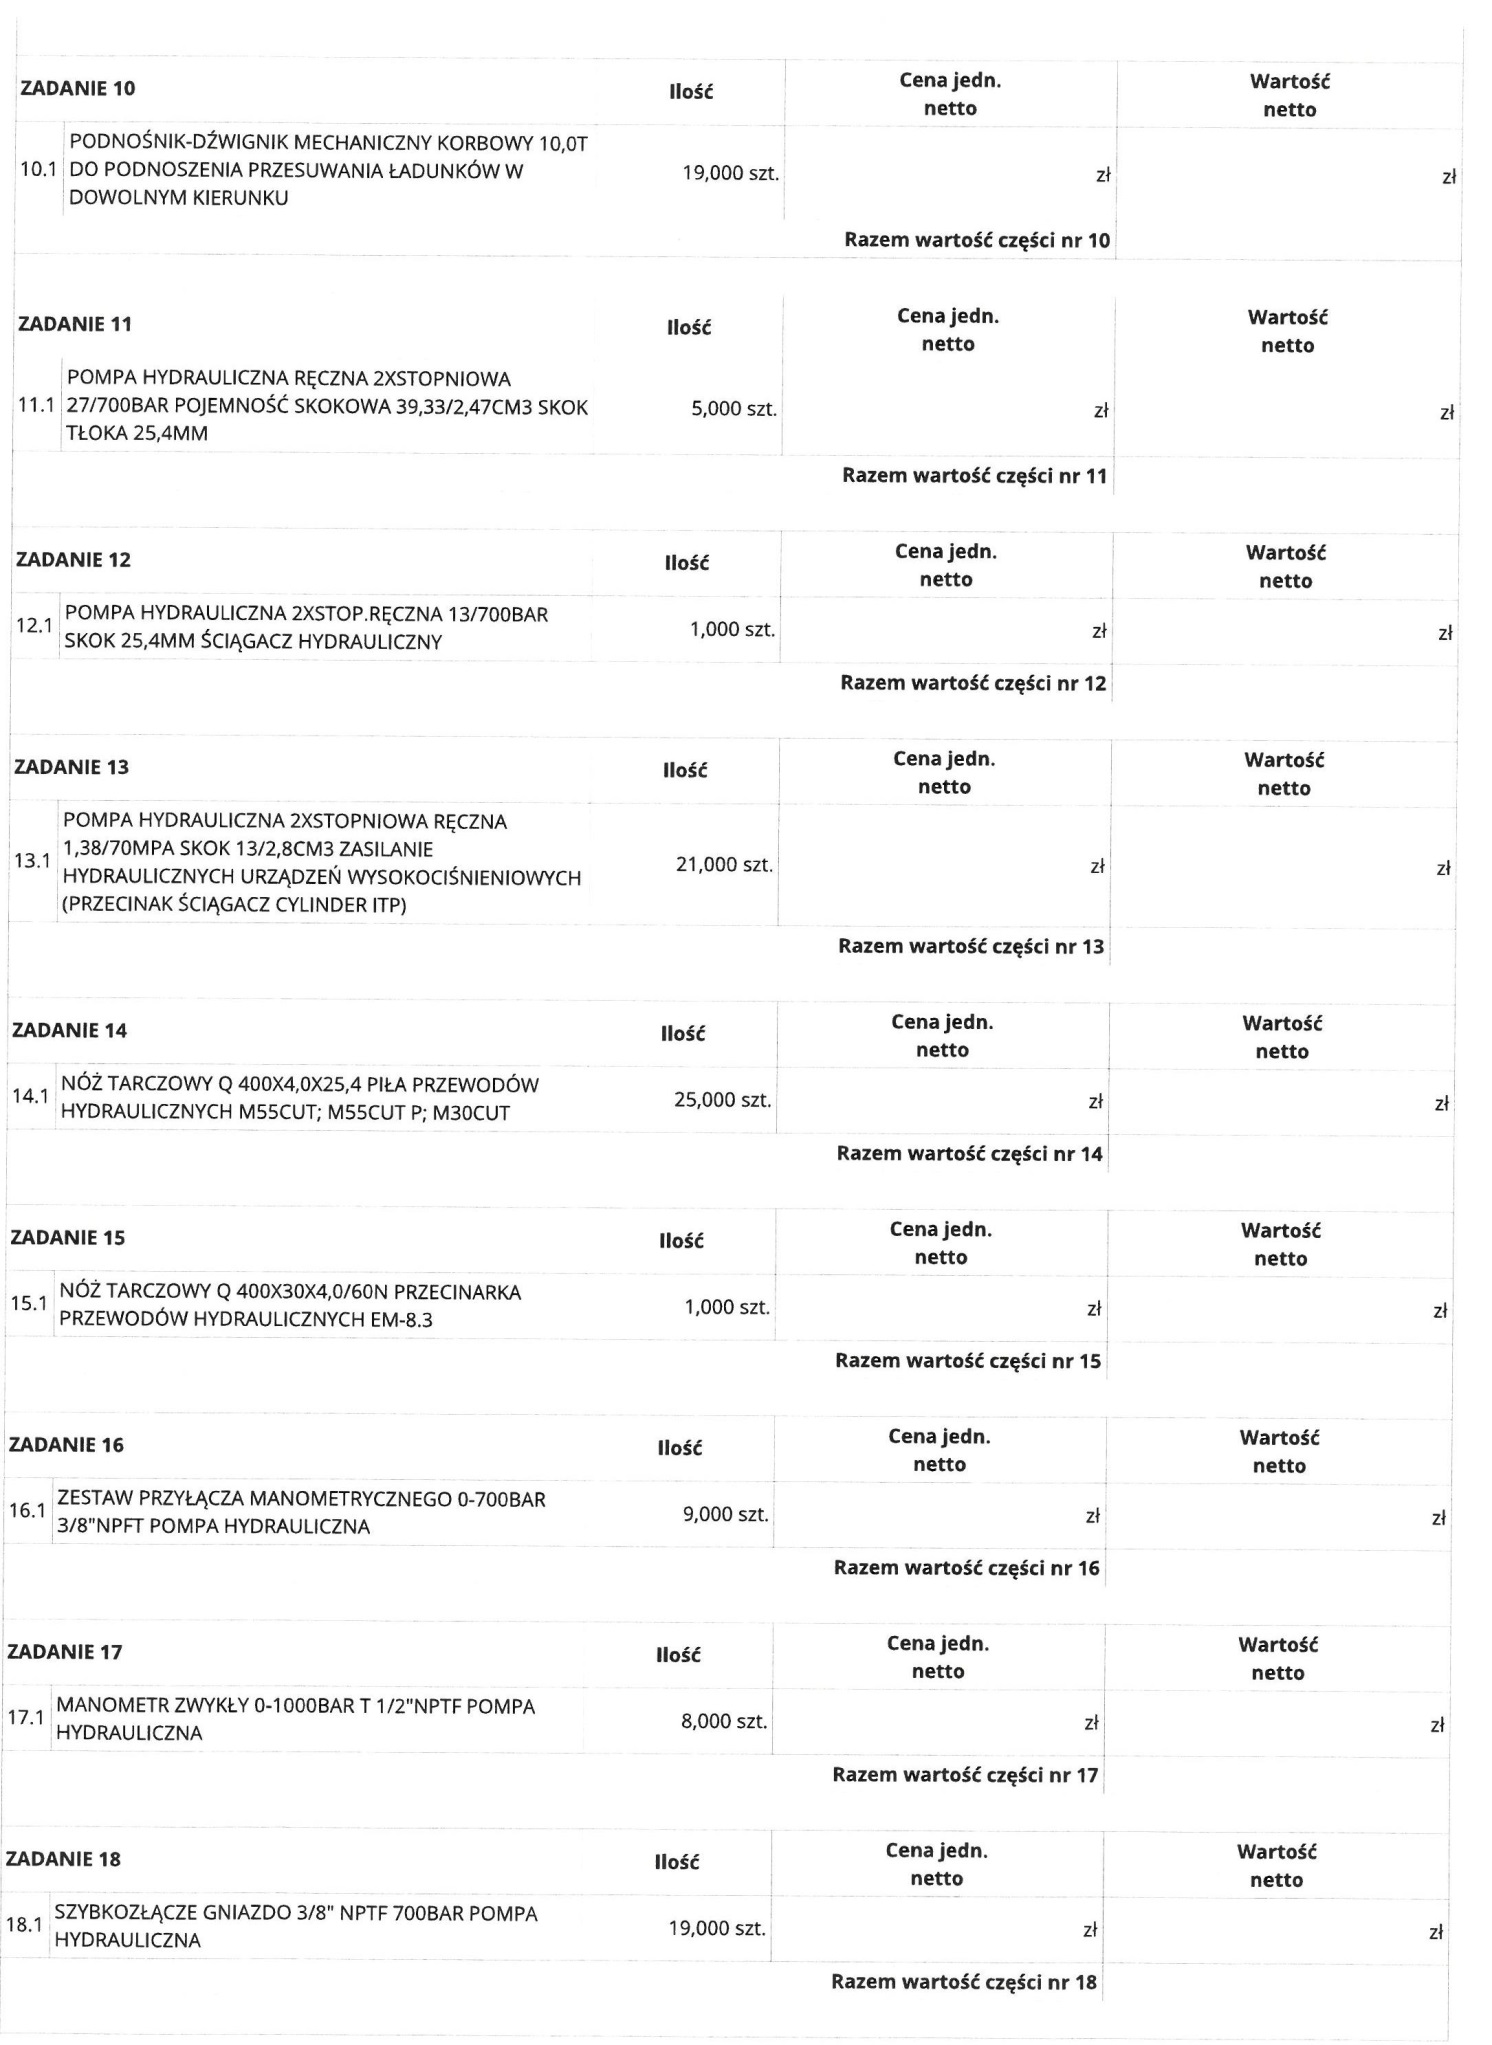 ZADANIE 10 Ilość Cena jedn. netto Wartość netto
PODNOŚNIK-DŹWIGNIK MECHANICZNY KORBOWY 10,0T
10.1 DO PODNOSZENIA PRZESUWANIA ŁADUNKÓW W 19,000 szt. zł zł
DOWOLNYM KIERUNKU
Razem wartość części nr 10
ZADANIE 11 Ilość Cena jedn. netto Wartość netto
POMPA HYDRAULICZNA RĘCZNA 2XSTOPNIOWA
11.1 27/700BAR POJEMNOŚĆ SKOKOWA 39,33/2,47CM3 SKOK 5,000 szt. zł zł
TŁOKA 25,4MM
Razem wartość części nr 11
ZADANIE 12 Ilość Cena jedn. netto Wartość netto
12.1 POMPA HYDRAULICZNA 2XSTOP.RĘCZNA 13/700BAR 1,000 szt. zł zł
SKOK 25,4MM ŚCIĄGACZ HYDRAULICZNY
Razem wartość części nr 12
ZADANIE 13 Ilość Cena jedn. netto Wartość netto
POMPA HYDRAULICZNA 2XSTOPNIOWA RĘCZNA
13.1 1,38/70MPA SKOK 13/2,8CM3 ZASILANIE 21,000 szt. zł zł
HYDRAULICZNYCH URZĄDZEŃ WYSOKOCIŚNIENIOWYCH
(PRZECINAK ŚCIĄGACZ CYLINDER ITP)
Razem wartość części nr 13
ZADANIE 14 Ilość Cena jedn. netto Wartość netto
14.1 NÓŻ TARCZOWY Q 400X4,0X25,4 PIŁA PRZEWODÓW 25,000 szt. zł zł
HYDRAULICZNYCH M55CUT; M55CUT P; M30CUT
Razem wartość części nr 14
ZADANIE 15 Ilość Cena jedn. netto Wartość netto
15.1 NÓŻ TARCZOWY Q 400X30X4,0/60N PRZECINARKA 1,000 szt. zł zł
PRZEWODÓW HYDRAULICZNYCH EM-8.3
Razem wartość części nr 15
ZADANIE 16 Ilość Cena jedn. netto Wartość netto
16.1 ZESTAW PRZYŁĄCZA MANOMETRYCZNEGO 0-700BAR 9,000 szt. zł zł
3/8"NPFT POMPA HYDRAULICZNA
Razem wartość części nr 16
ZADANIE 17 Ilość Cena jedn. netto Wartość netto
17.1 MANOMETR ZWYKŁY 0-1000BAR T 1/2"NPTF POMPA 8,000 szt. zł zł
HYDRAULICZNA
Razem wartość części nr 17
ZADANIE 18 Ilość Cena jedn. netto Wartość netto
18.1 SZYBKOZŁĄCZE GNIAZDO 3/8" NPTF 700BAR POMPA 19,000 szt. zł zł
HYDRAULICZNA
Razem wartość części nr 18